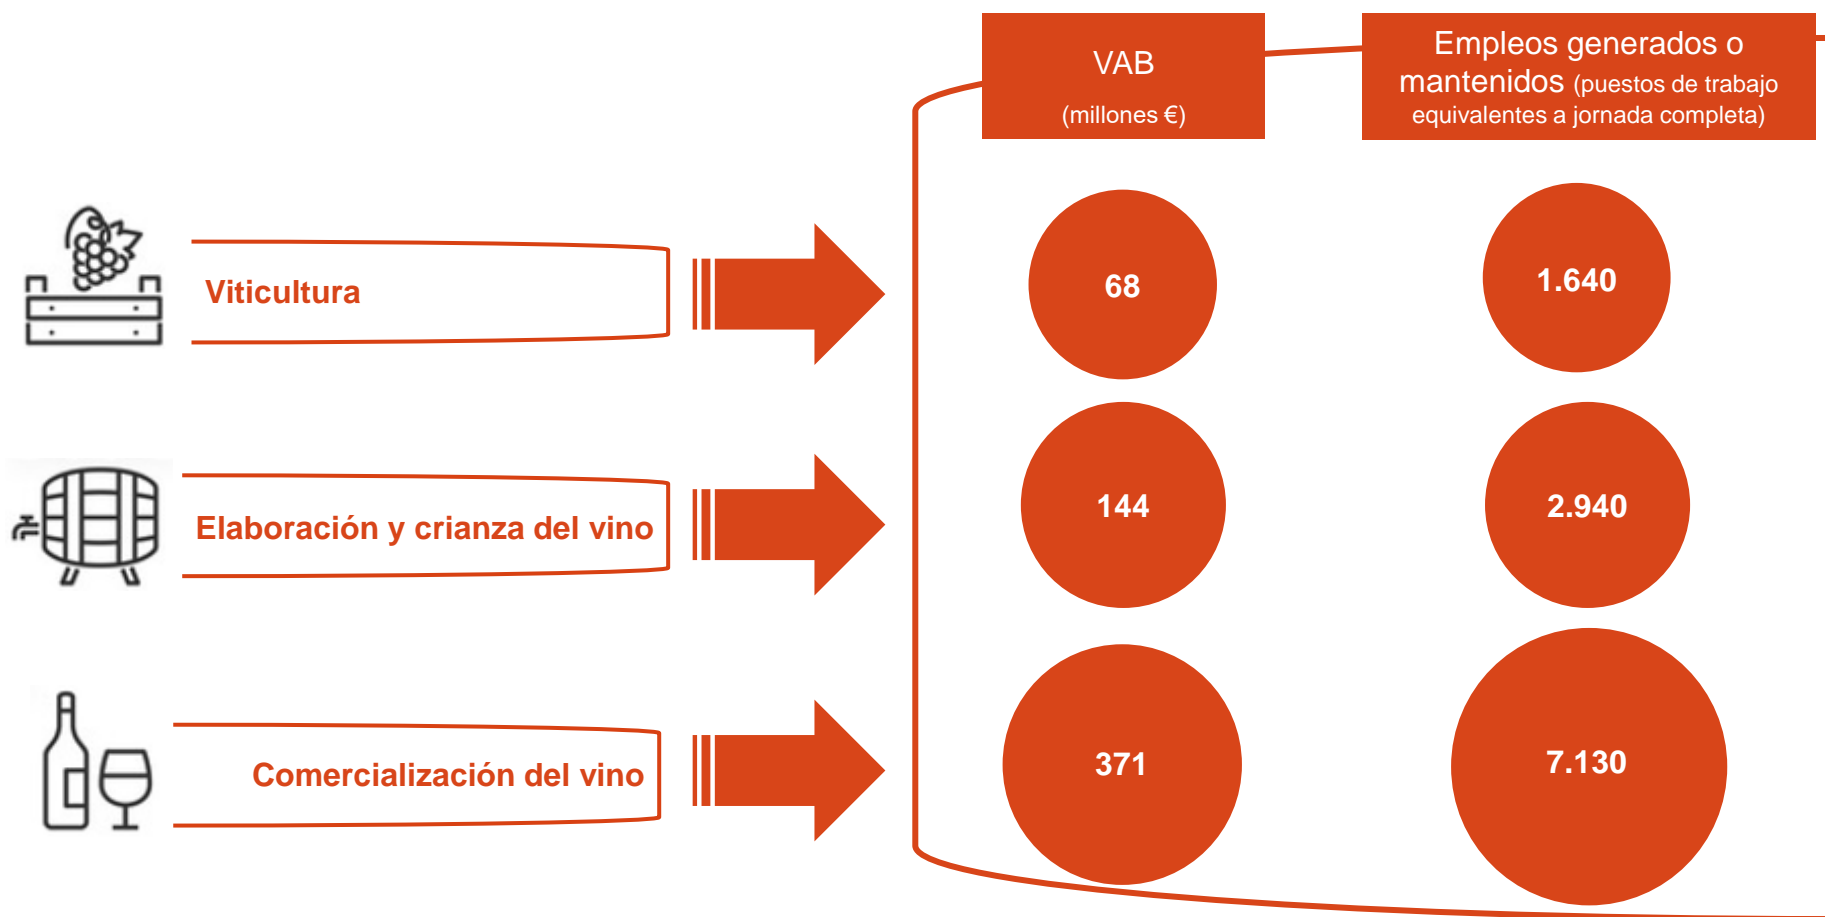 VAB
(millones €)
Empleos generados o
mantenidos (puestos de trabajo
equivalentes a jornada completa)
Viticultura
68
1.640
Elaboración y crianza del vino
144
2.940
Comercialización del vino
371
7.130